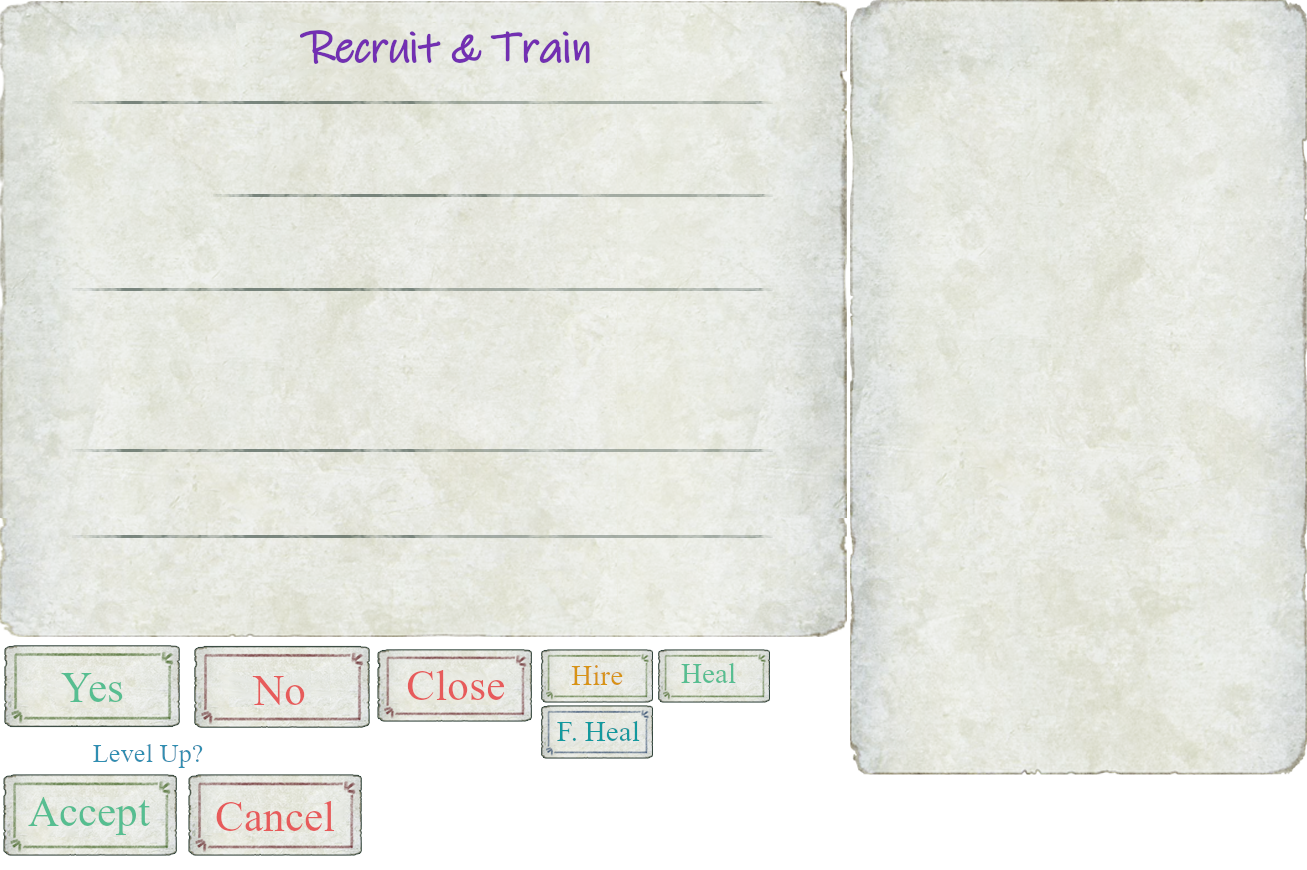 Recruit & Train
Yes
No
Close
Hire
Heal
F. Heal
Level Up?
Accept
Cancel